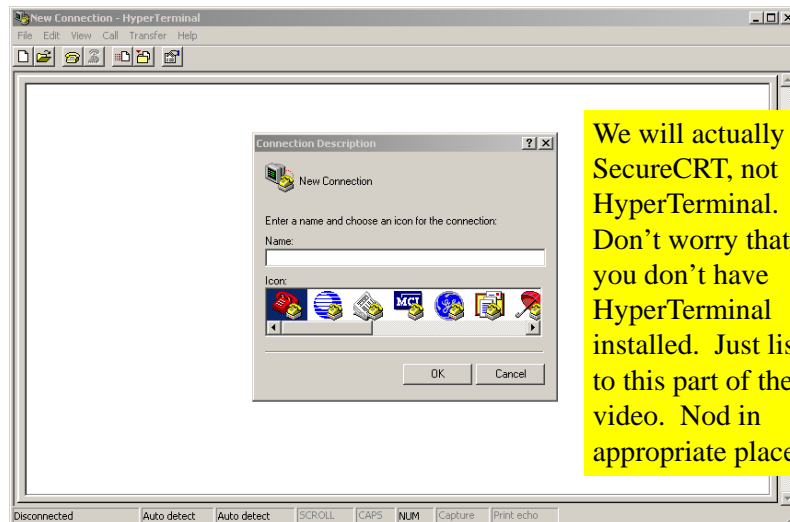 New Connection - HyperTerminal
File Edit View Call Transfer Help
Connection Description
New Connection
Enter a name and choose an icon for the connection:
Name:
Icon:
MCI
OK Cancel
We will actually
SecureCRT, not
HyperTerminal.
Don’t worry that
you don’t have
HyperTerminal
installed. Just
to this part of the
video. Nod in
appropriate
Disconnected Auto detect Auto detect SCROLL CAPS NUM Capture Print echo